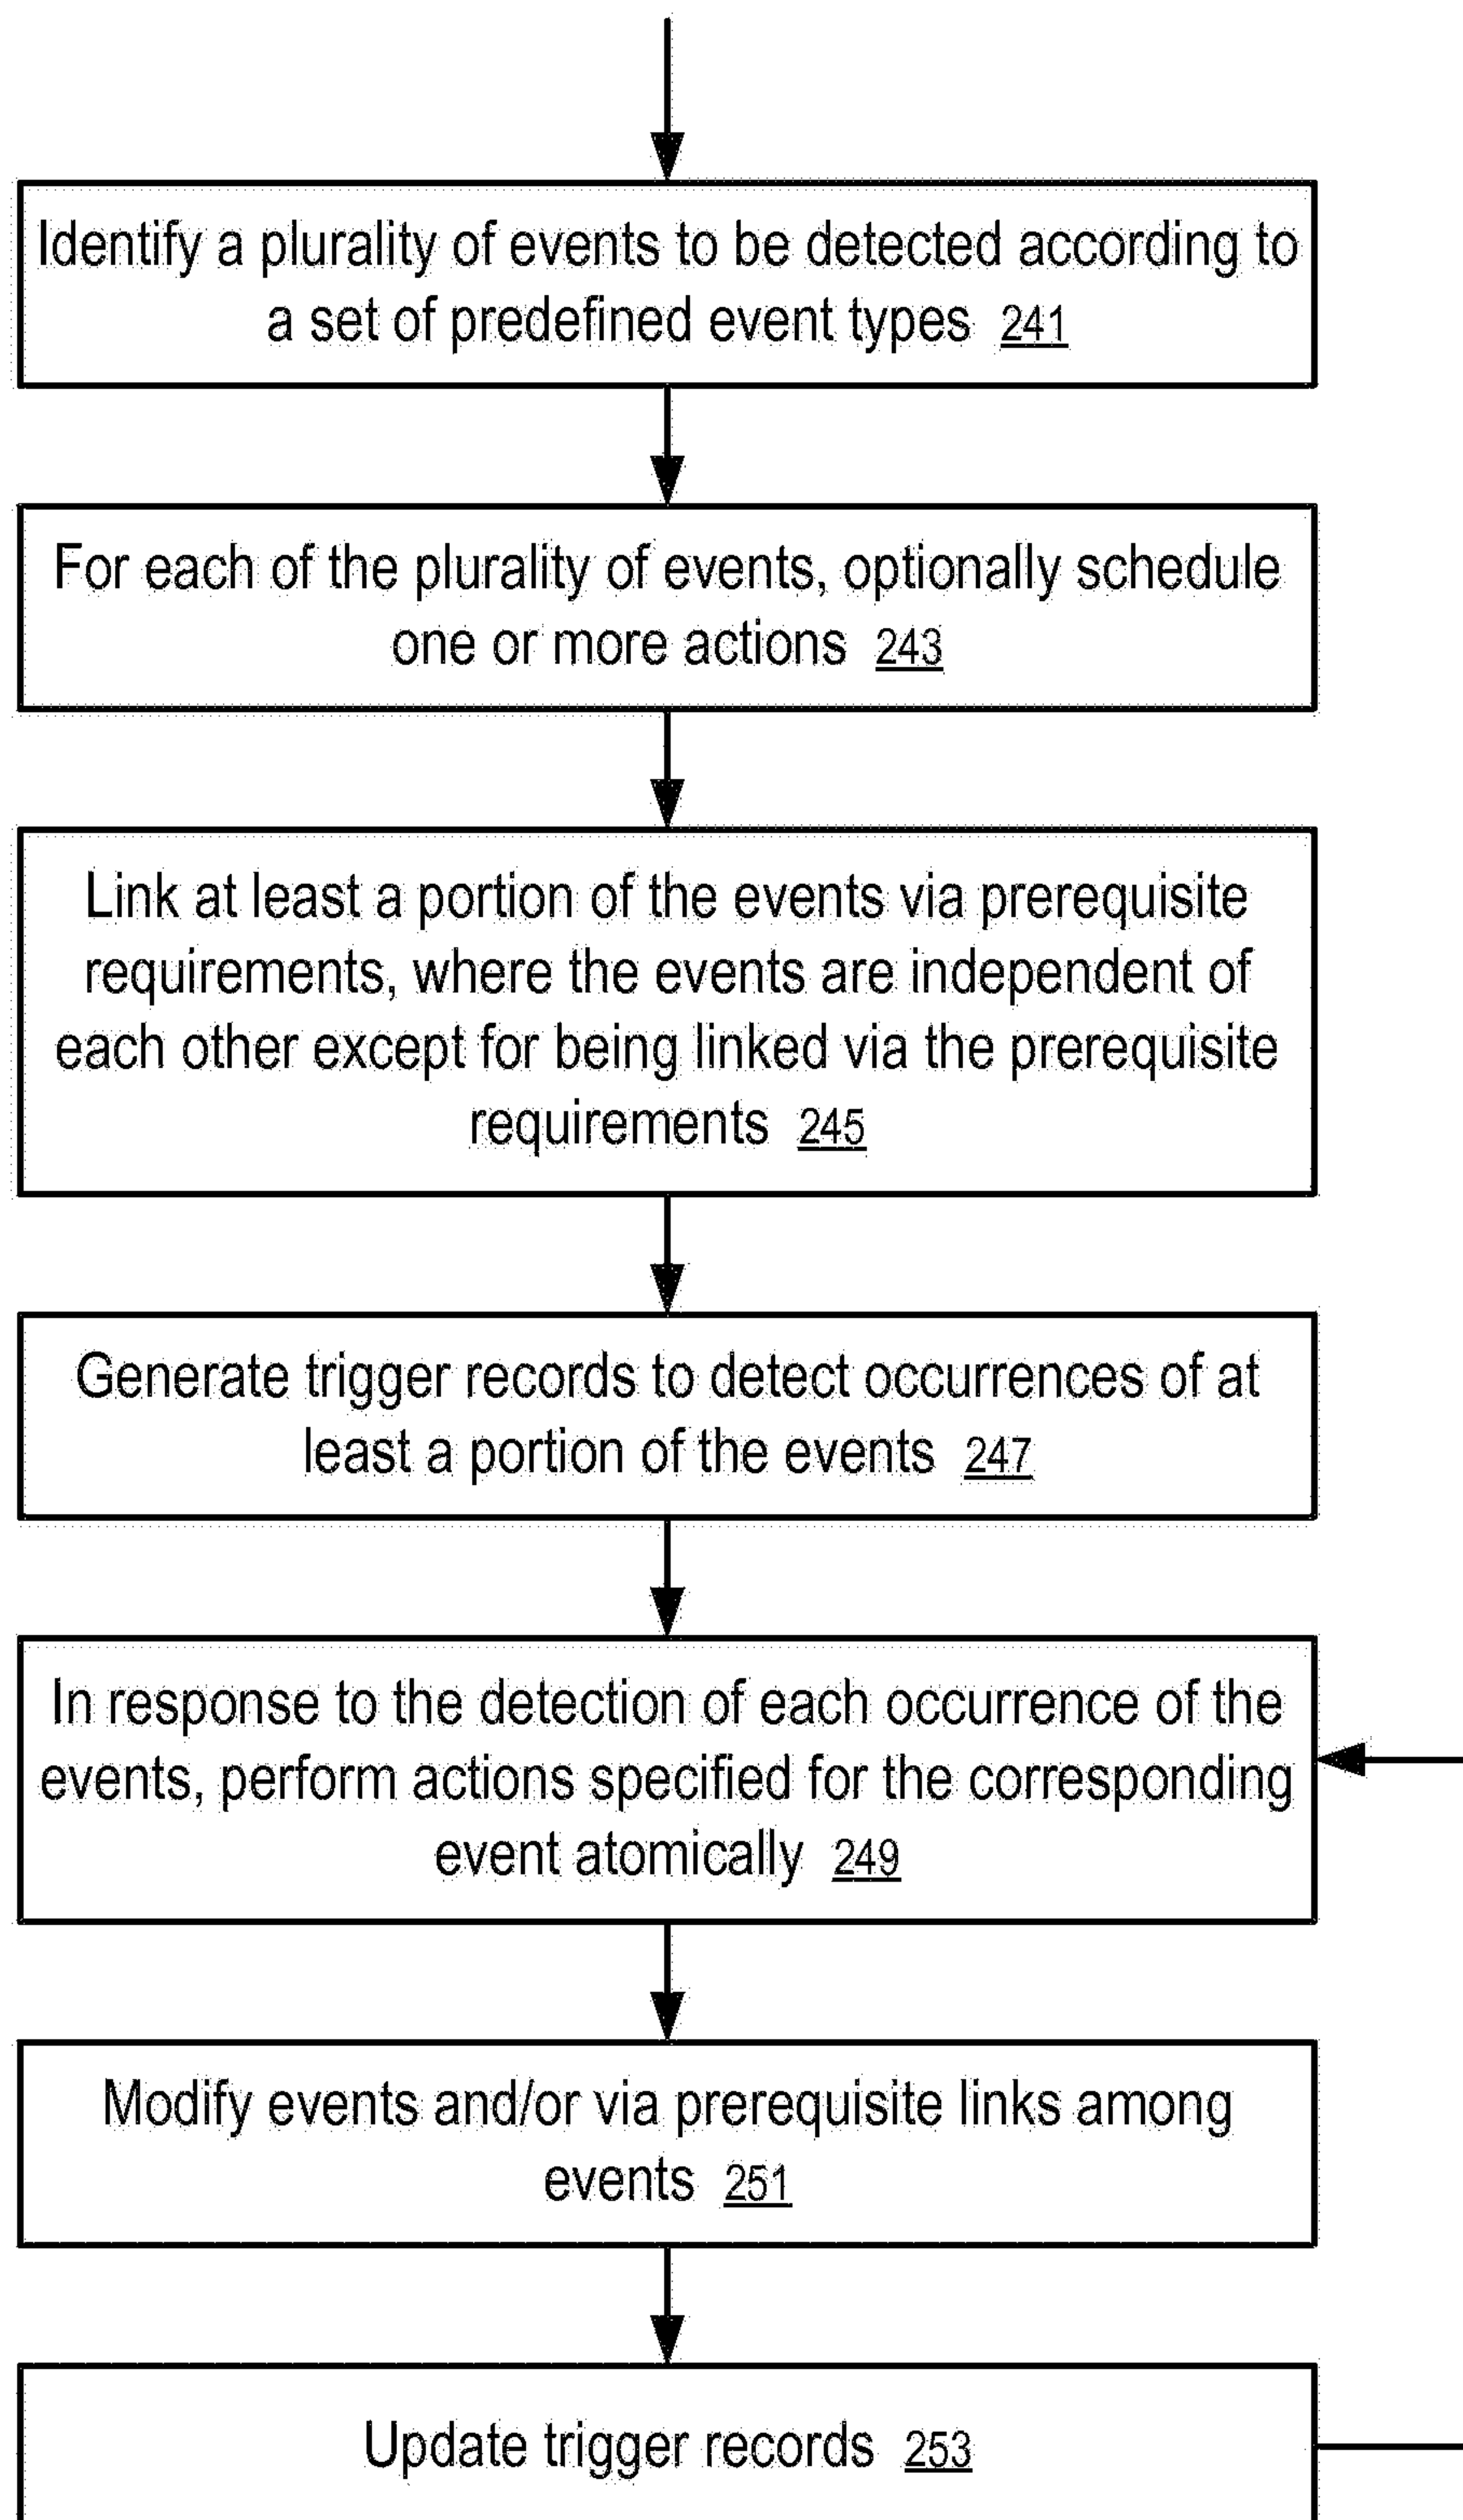 Identify a plurality of events to be detected according to
a set of predefined event types 241
For each of the plurality of events, optionally schedule
one or more actions 243
Link at least a portion of the events via prerequisite
requirements, where the events are independent of
each other except for being linked via the prerequisite
requirements 245
Generate trigger records to detect occurrences of at
least a portion of the events 247
In response to the detection of each occurrence of the
events, perform actions specified for the corresponding
event atomically 249
Modify events and/or via prerequisite links among
events 251
Update trigger records 253